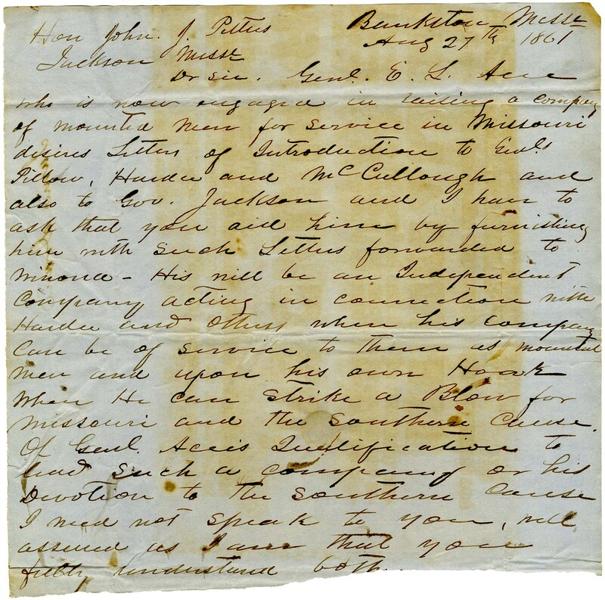 Hon John. J. Pettus Bankston Missi
Jackson Missi Aug 27th 1861
Dr Sir. Genl. E. L. Acee
who is now engaged in raising a company
of mounted men for service in Missouri
desires Letters of Introduction to Genls
Pillow, Hardee and McCullough and
also to Gov. Jackson and I have to
ask that you aid him by furnishing
him with such Letters forwarded to
Winona - His will be an Independent
Company acting in connection with
Hardee and others when his company
can be of service to them as mounted
men and upon his own Hook
when He can strike a Blow for
Missouri and the Southern Cause.
Of Genl. Acee's Qualification to
lead such a company or his
Devotion to the Southern Cause
I need not speak to you, well
assured as I am that you
fully understand both.